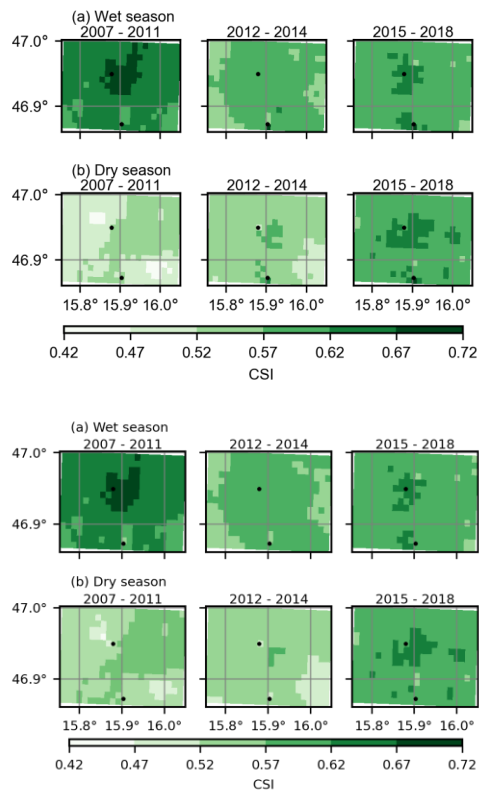 (a) Wet season
2007 - 2011 2012 - 2014 2015 - 2018
47.0°
46.9°
(b) Dry season
2007 - 2011 2012 - 2014 2015 - 2018
47.0°
46.9°
15.8° 15.9° 16.0° 15.8° 15.9° 16.0° 15.8° 15.9° 16.0°
0.42 0.47 0.52 0.57 0.62 0.67 0.72
CSI
(a) Wet season
2007 - 2011 2012 - 2014 2015 - 2018
47.0°
46.9°
(b) Dry season
2007 - 2011 2012 - 2014 2015 - 2018
47.0°
46.9°
15.8° 15.9° 16.0° 15.8° 15.9° 16.0° 15.8° 15.9° 16.0°
0.42 0.47 0.52 0.57 0.62 0.67 0.72
CSI